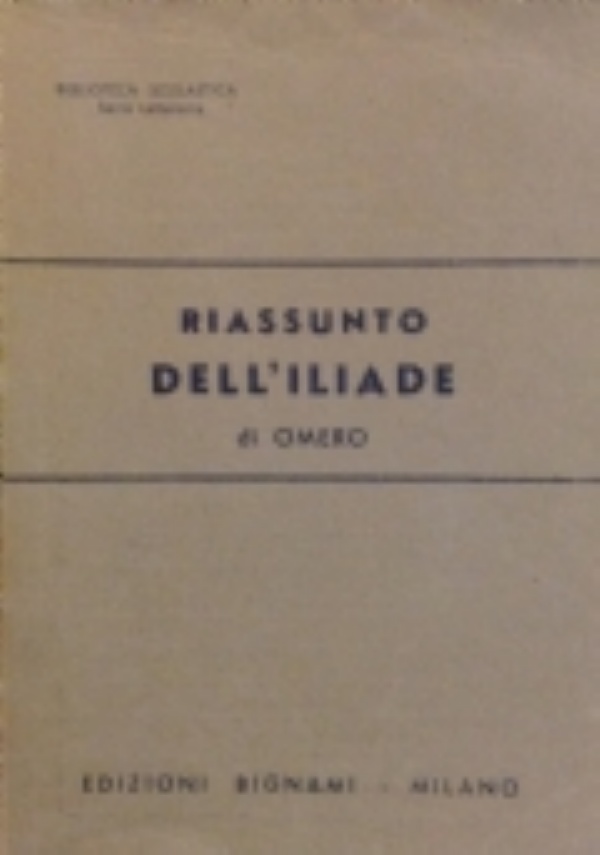 BIBLIOTECA SCOLASTICA
Serie letteraria
RIASSUNTO
DELL'ILIADE
di OMERO
EDIZIONI BIGNAMI - MILANO